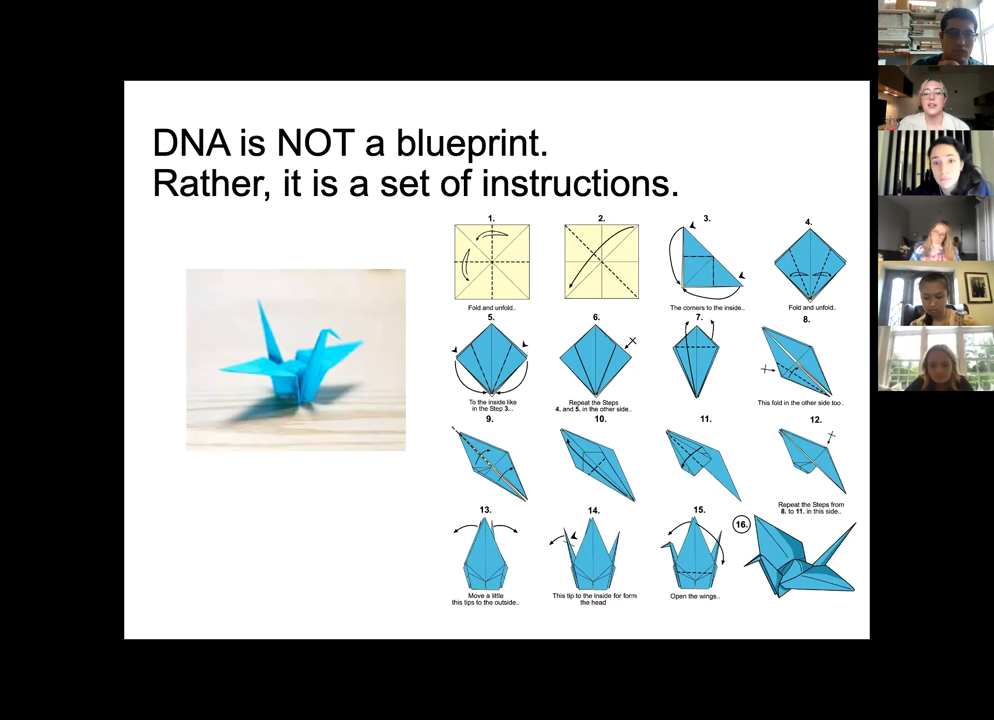 DNA is NOT a blueprint.
Rather, it is a set of instructions.
1.
2.
3.
4.
Fold and unfold..
The corners to the inside..
Fold and unfold..
5.
6.
7.
8.
To the inside like
in the Step 3...
Repeat the Steps
4. and 5. in the other side..
This fold in the other side too..
9.
10.
11.
12.
Repeat the Steps from
8. to 11. in this side..
13.
14.
15.
16.
Move a little
this tips to the outside..
This tip to the inside for form
the head
Open the wings..